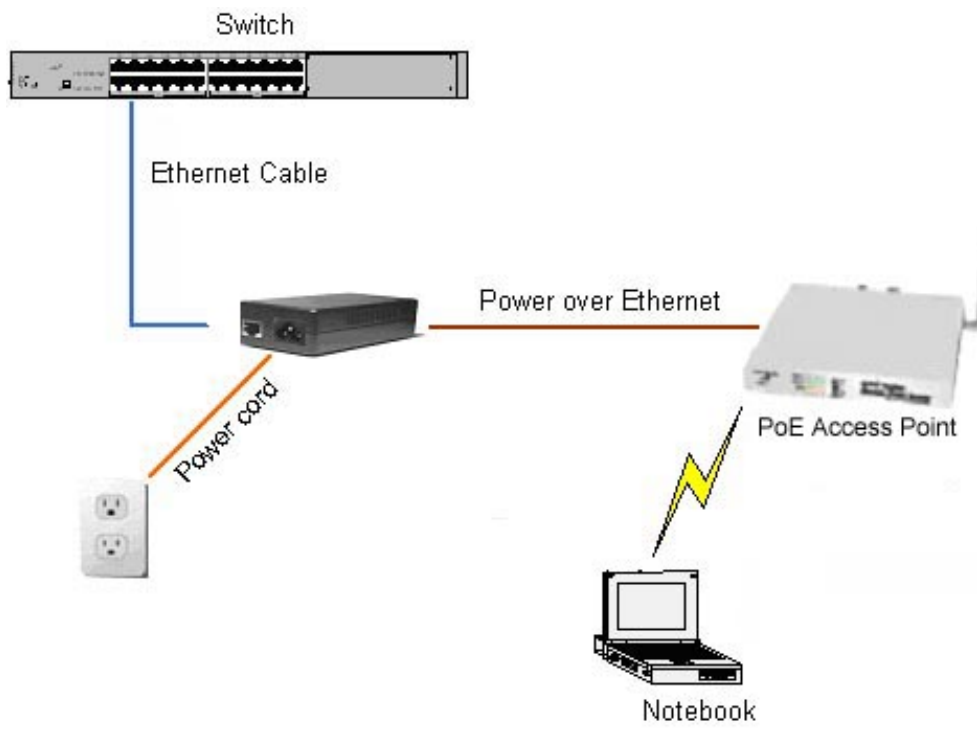 Switch
Ethernet Cable
Power over Ethernet
Power cord
PoE Access Point
Notebook